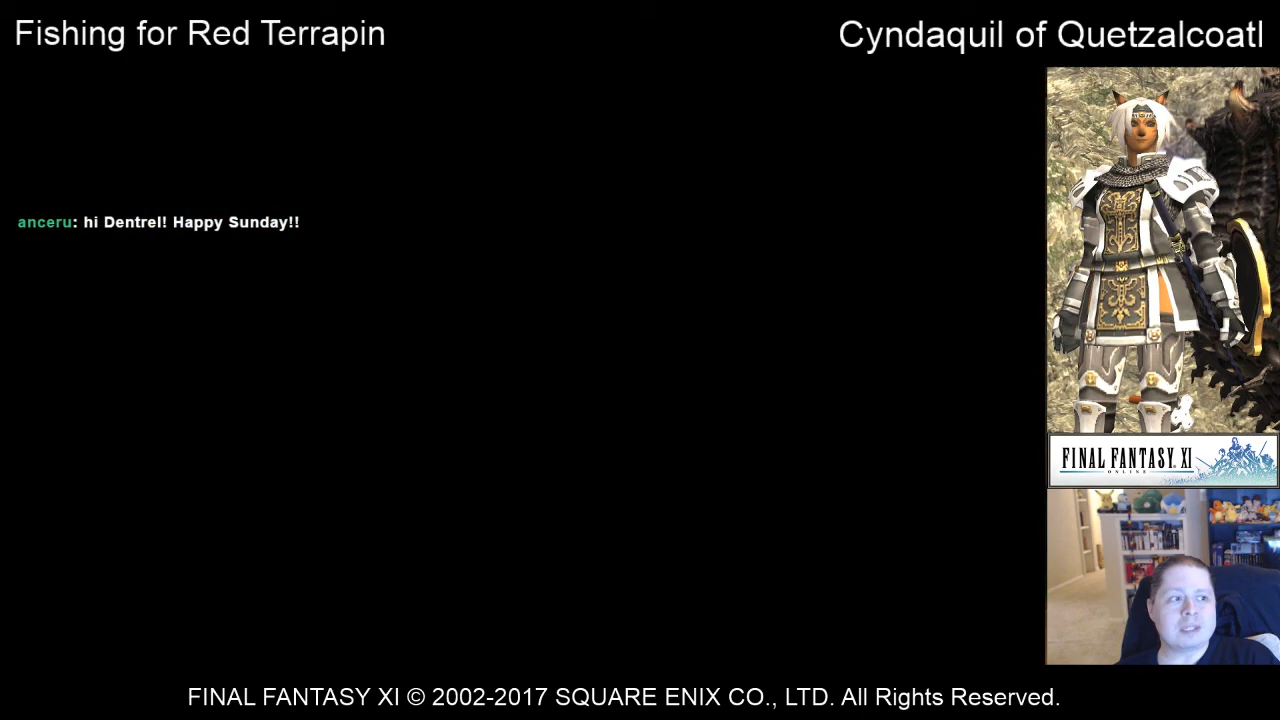 Fishing for Red Terrapin
Cyndaquil of Quetzalcoatl
anceru: hi Dentrel! Happy Sunday!!
FINAL FANTASY XI
ONLINE
FINAL FANTASY XI © 2002-2017 SQUARE ENIX CO., LTD. All Rights Reserved.